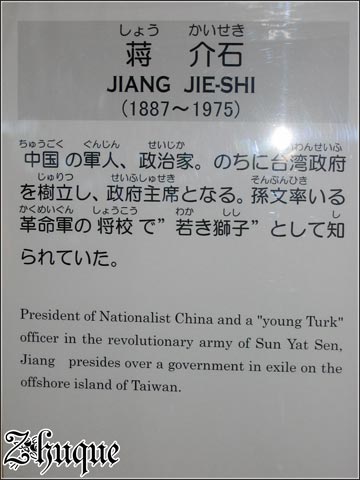 しょう かいせき
蒋 介石
JIANG JIE-SHI
(1887～1975)
ちゅうごく ぐんじん せいじか わんせいふ
中国の軍人、政治家。のちに台湾政府
じゅりつ せいふしゅせき そんぶんひき
を樹立し、政府主席となる。孫文率いる
かくめいぐん しょうこう わか しし し
革命軍の将校で"若き獅子"として知
られていた。
President of Nationalist China and a "young Turk"
officer in the revolutionary army of Sun Yat Sen,
Jiang presides over a government in exile on the
offshore island of Taiwan.
Zhuque